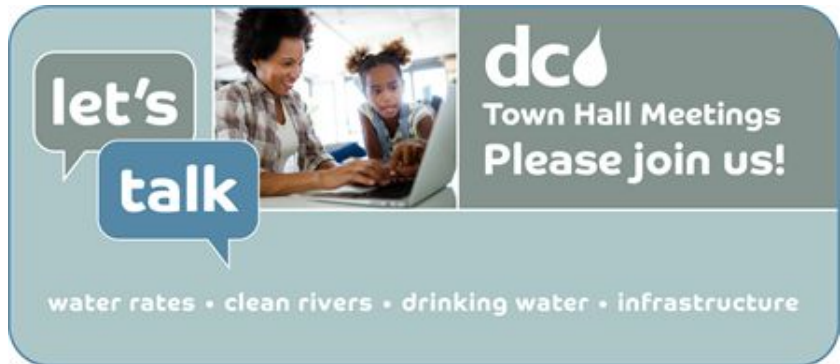 let's
talk
dc
Town Hall Meetings
Please join us!
water rates • clean rivers • drinking water • infrastructure